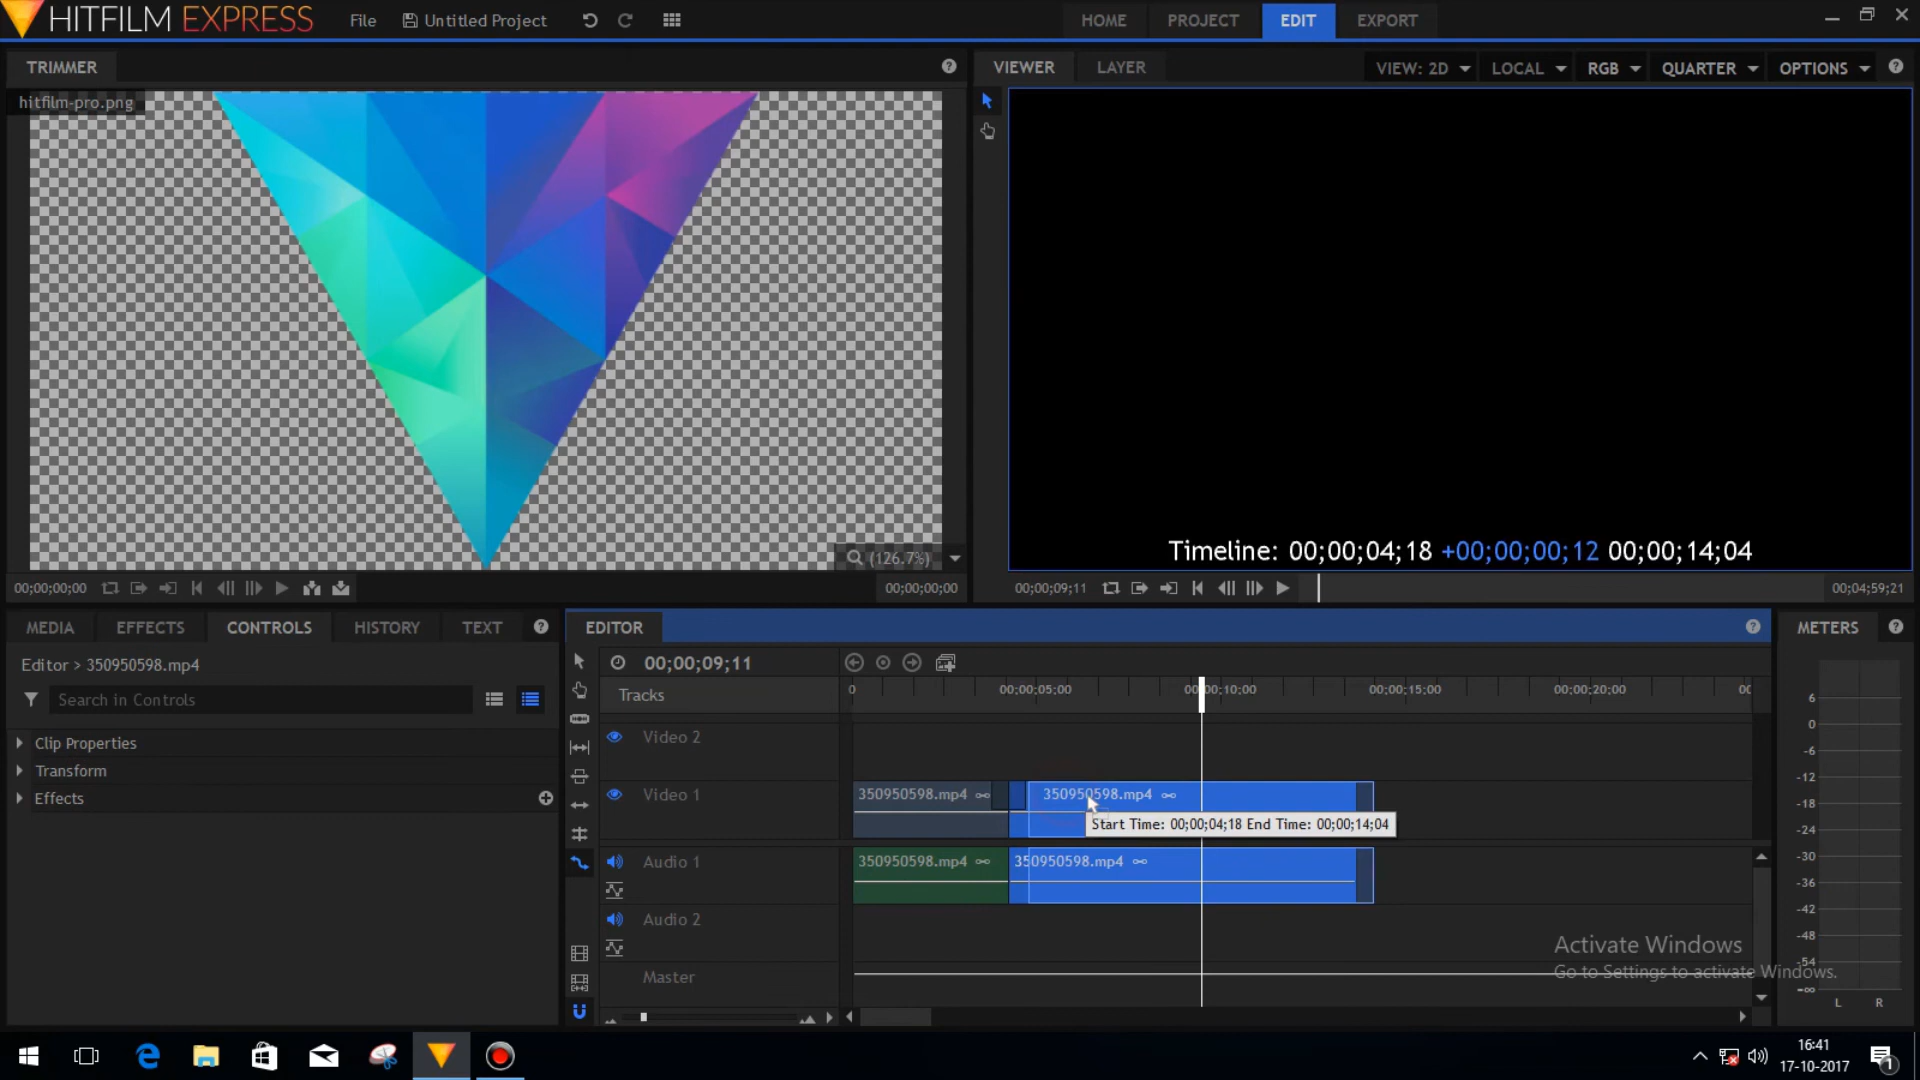 HITFILM EXPRESS File Untitled Project HOME PROJECT EDIT EXPORT
TRIMMER
hitfilm-pro.png
(126.7%)
00;00;00;00 00;00;00;00
VIEWER LAYER VIEW: 2D LOCAL RGB QUARTER OPTIONS
Timeline: 00;00;04;18 +00;00;00;12 00;00;14;04
00;00;09;11 00;04;59;21
MEDIA EFFECTS CONTROLS HISTORY TEXT
Editor > 350950598.mp4
Search in Controls
Clip Properties
Transform
Effects
EDITOR
00;00;09;11
Tracks 0 00;00;05;00 00;00;10;00 00;00;15;00 00;00;20;00 00
Video 2
Video 1 350950598.mp4 350950598.mp4
Start Time: 00;00;04;18 End Time: 00;00;14;04
Audio 1 350950598.mp4 350950598.mp4
Audio 2
Master
METERS
6
0
-6
-12
-18
-24
-30
-36
-42
-48
-54
-∞
L R
Activate Windows
Go to Settings to activate Windows.
16:41
17-10-2017
1